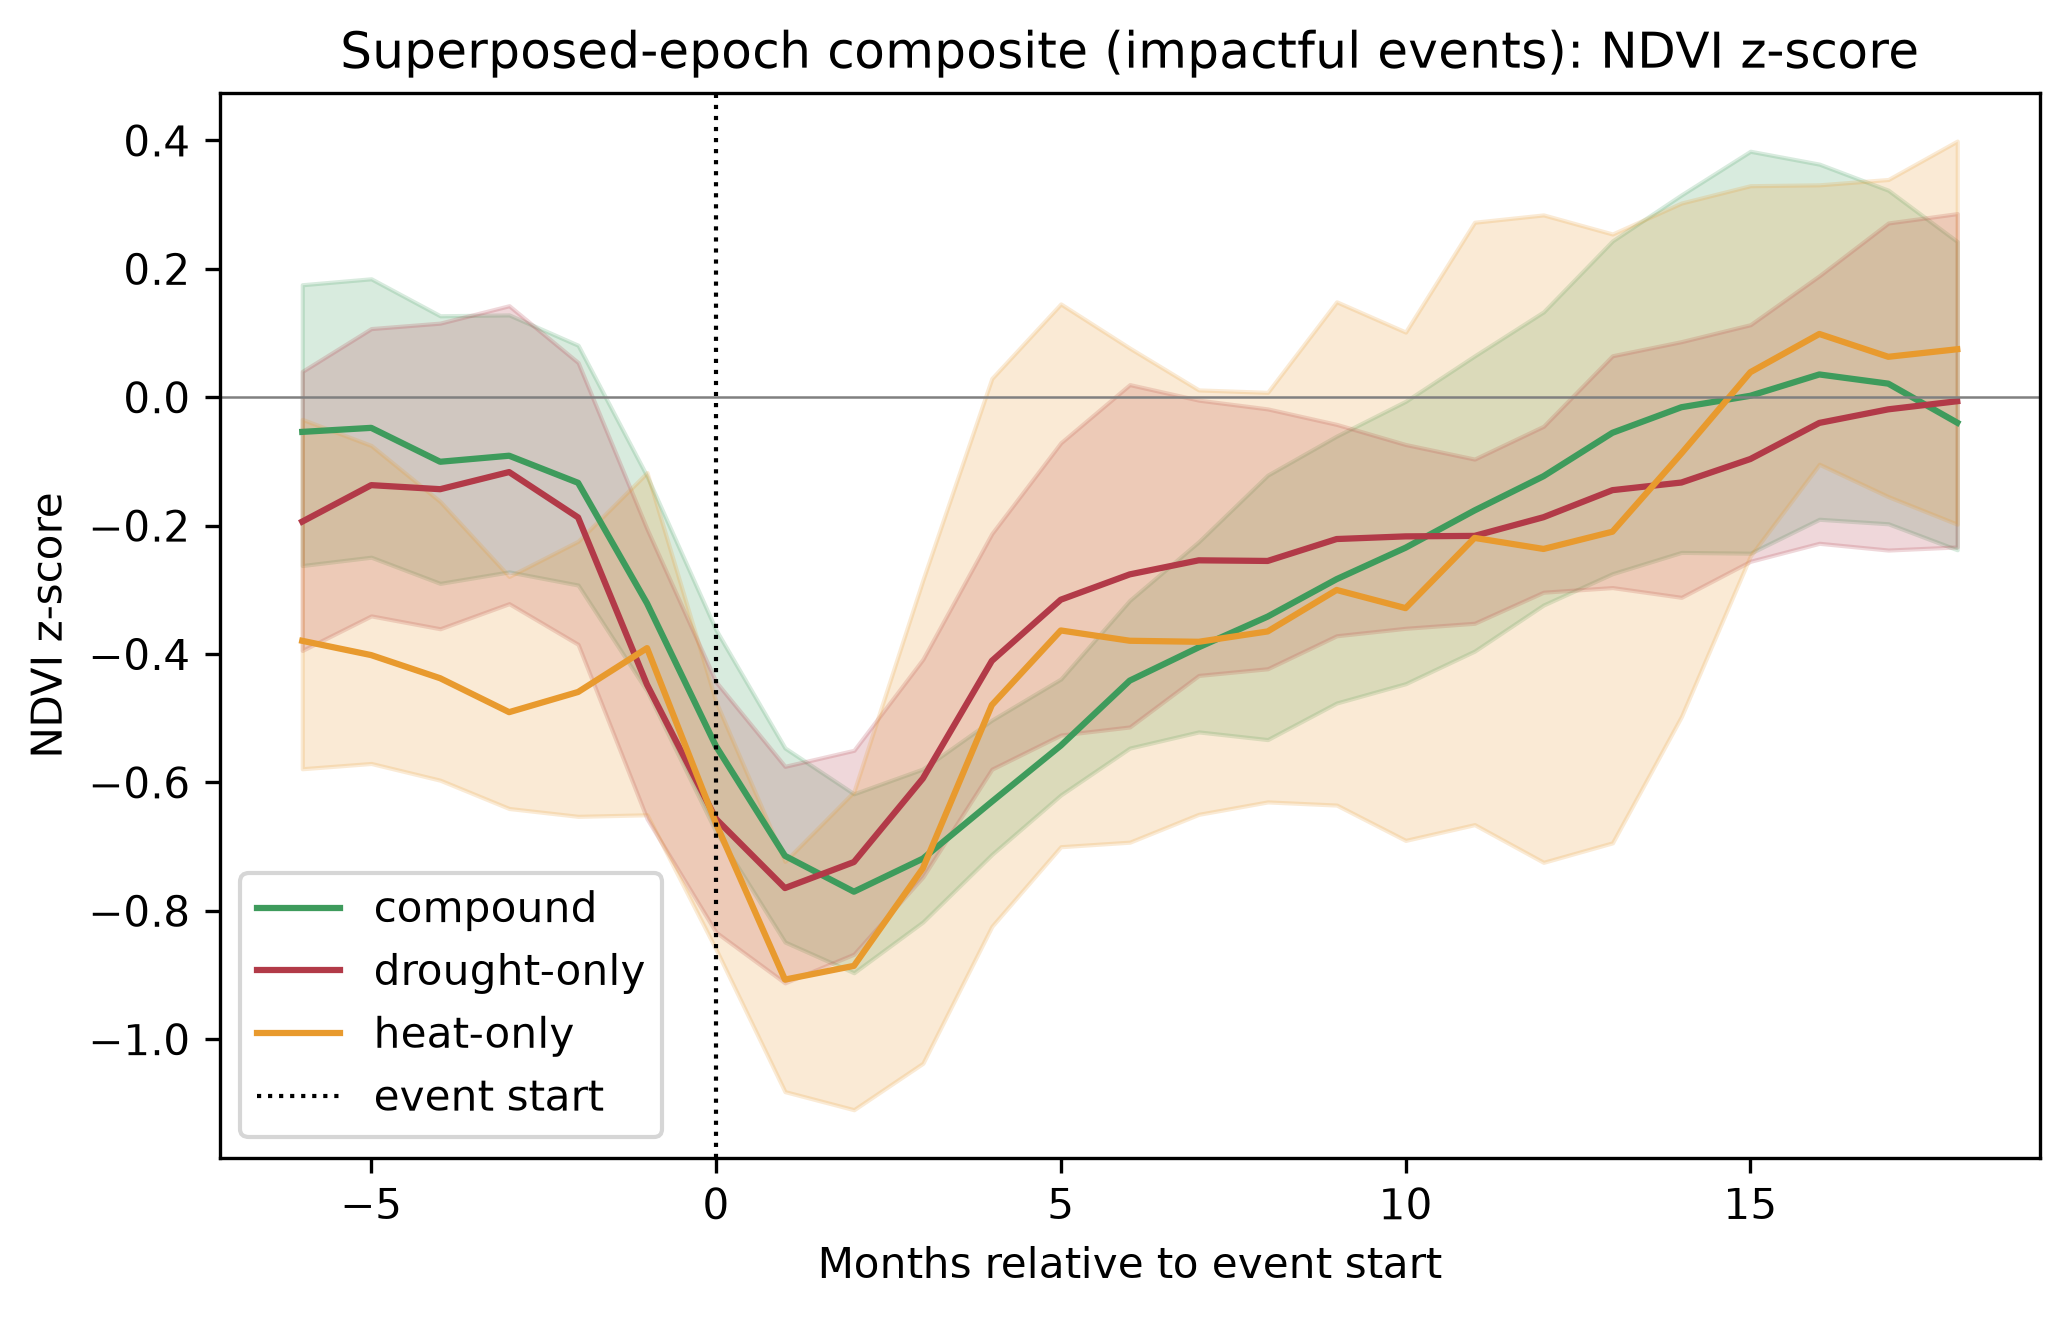 Superposed-epoch composite (impactful events): NDVI z-score
NDVI z-score
0.4
0.2
0.0
−0.2
−0.4
−0.6
−0.8
−1.0
compound
drought-only
heat-only
event start
−5
0
5
10
15
Months relative to event start